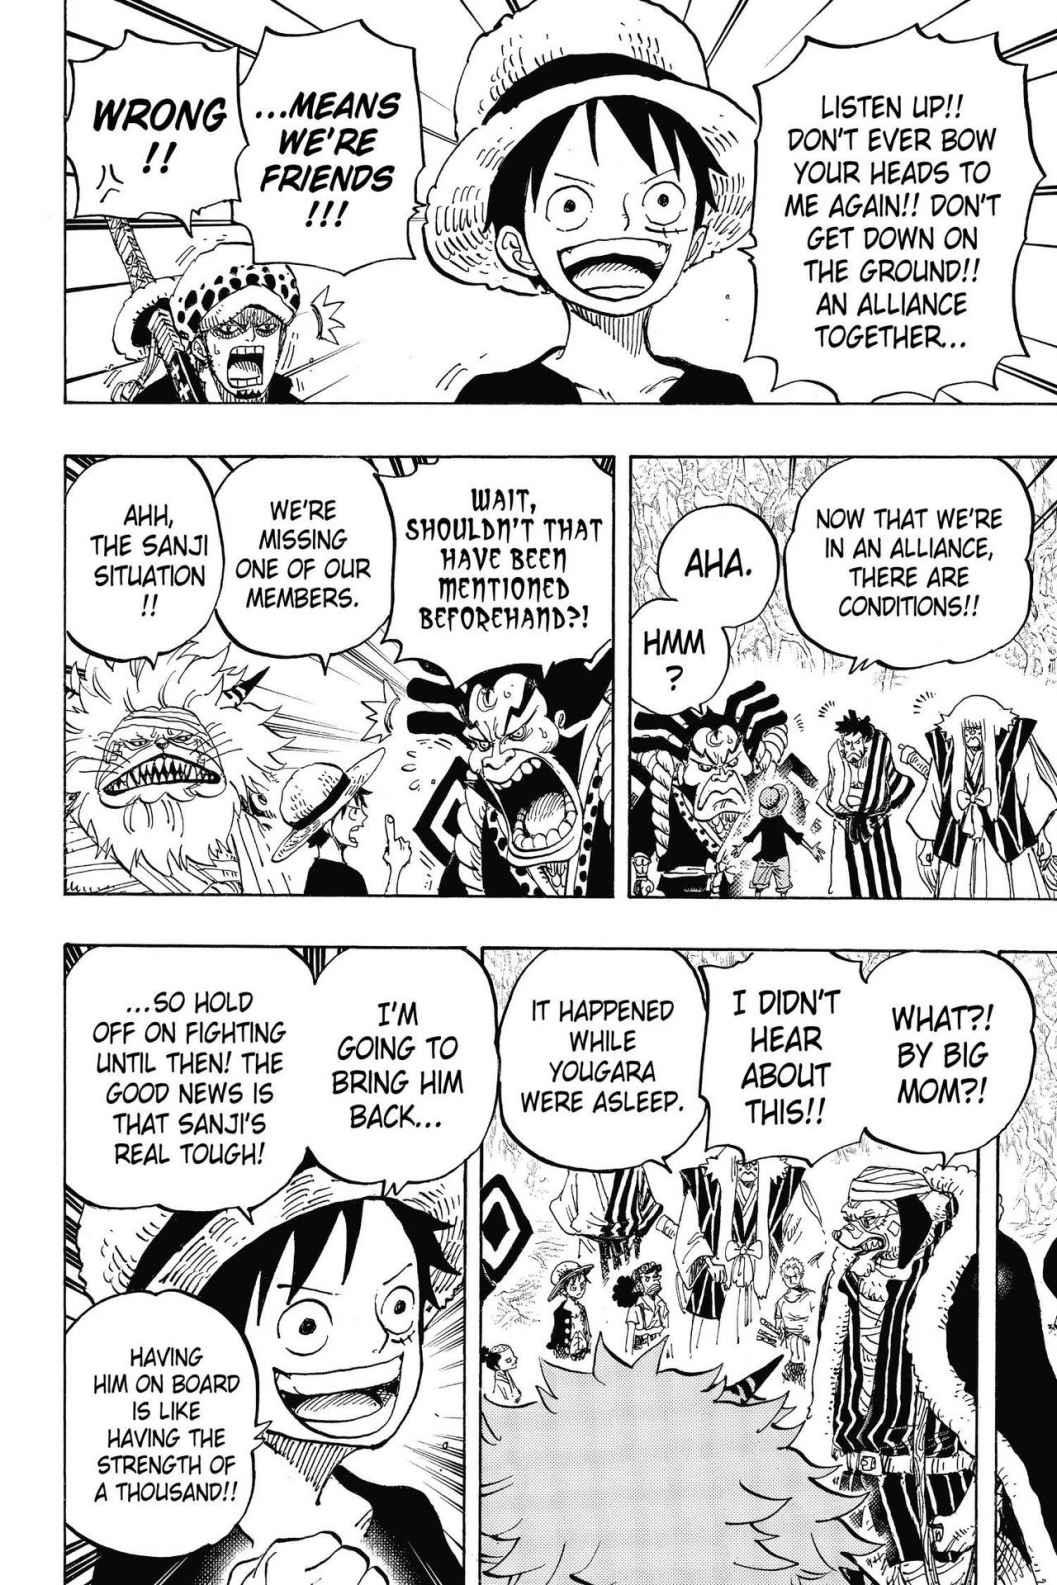 LISTEN UP!!
DON'T EVER BOW
YOUR HEADS TO
ME AGAIN!! DON'T
GET DOWN ON
THE GROUND!!
AN ALLIANCE
TOGETHER...
...MEANS
WE'RE
FRIENDS
!!!
WRONG
!!
NOW THAT WE'RE
IN AN ALLIANCE,
THERE ARE
CONDITIONS!!
AHA.
HMM
?
WAIT,
SHOULDN'T THAT
HAVE BEEN
MENTIONED
BEFOREHAND?!
WE'RE
MISSING
ONE OF OUR
MEMBERS.
AHH,
THE SANJI
SITUATION
!!
WHAT?!
BY BIG
MOM?!
I DIDN'T
HEAR
ABOUT
THIS!!
IT HAPPENED
WHILE
YOUGARA
WERE ASLEEP.
I'M
GOING TO
BRING HIM
BACK...
...SO HOLD
OFF ON FIGHTING
UNTIL THEN! THE
GOOD NEWS IS
THAT SANJI'S
REAL TOUGH!
HAVING
HIM ON BOARD
IS LIKE
HAVING THE
STRENGTH OF
A THOUSAND!!